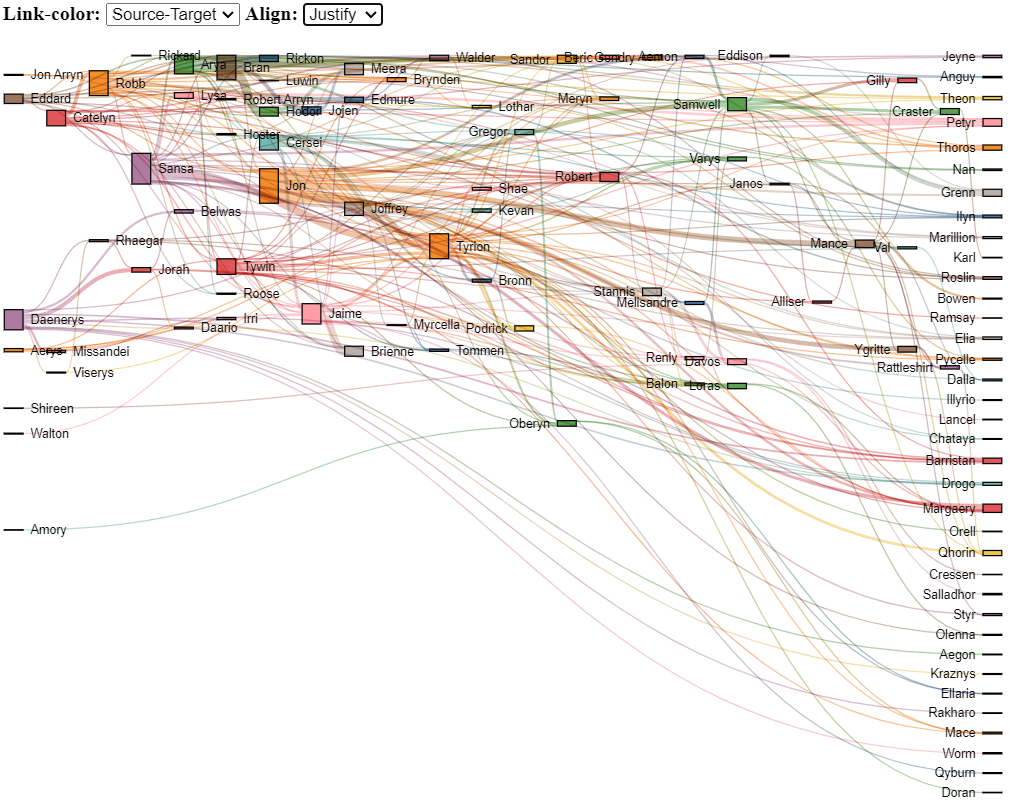 Link-color: Source-Target Align: Justify
Rickard
Jon Arryn
Eddard
Robb
Catelyn
Arya
Bran
Rickon
Lysa
Luwin
Robert Arryn
Hodor
Jojen
Hoster
Cersei
Meera
Brynden
Edmure
Walder
Sandor
Beric
Gendry
Aemon
Eddison
Jeyne
Gilly
Anguy
Meryn
Lothar
Samwell
Theon
Craster
Petyr
Gregor
Thoros
Sansa
Varys
Nan
Robert
Janos
Jon
Shae
Grenn
Belwas
Joffrey
Kevan
Ilyn
Rhaegar
Tyrion
Mance
Val
Marillion
Karl
Jorah
Tywin
Bronn
Roslin
Roose
Stannis
Melisandre
Alliser
Bowen
Daenerys
Irri
Jaime
Daario
Myrcella
Podrick
Ramsay
Elia
Aerys
Missandei
Brienne
Tommen
Renly
Davos
Ygritte
Pycelle
Rattleshirt
Viserys
Balon
Loras
Dalla
Illyrio
Shireen
Lancel
Walton
Oberyn
Chataya
Barristan
Drogo
Margaery
Amory
Orell
Qhorin
Cressen
Salladhor
Styr
Olenna
Aegon
Kraznys
Ellaria
Rakharo
Mace
Worm
Qyburn
Doran